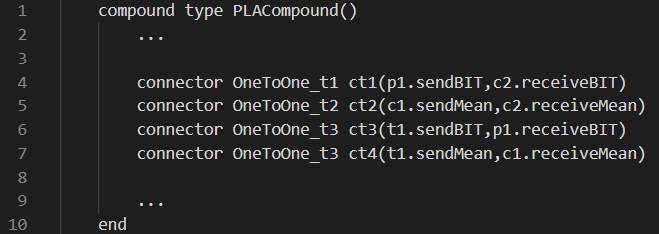 1 compound type PLACompound()
2 ...
3
4 connector OneToOne_t1 ct1(p1.sendBIT,c2.receiveBIT)
5 connector OneToOne_t2 ct2(c1.sendMean,c2.receiveMean)
6 connector OneToOne_t3 ct3(t1.sendBIT,p1.receiveBIT)
7 connector OneToOne_t3 ct4(t1.sendMean,c1.receiveMean)
8
9 ...
10 end